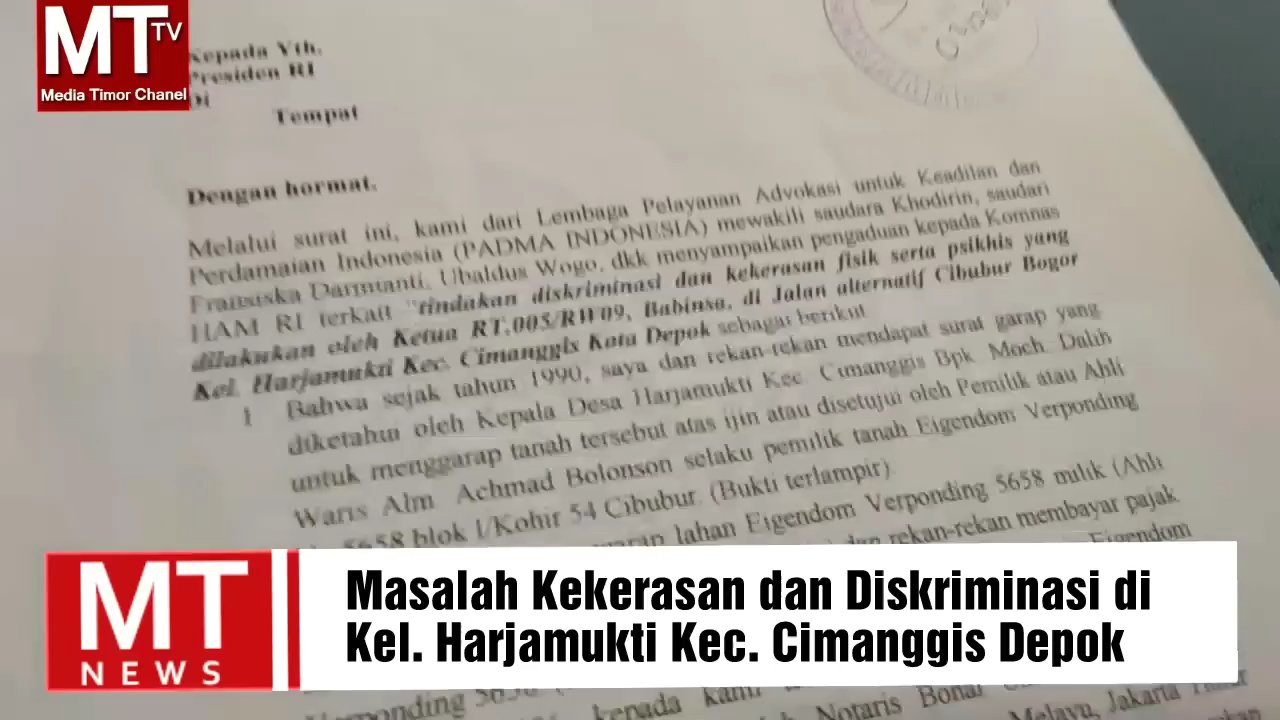 MT TV
Media Timor Chanel
Kepada Yth.
Presiden RI
Di
Tempat
Dengan hormat.
Melalui surat ini, kami dari Lembaga Pelayanan Advokasi untuk Keadilan dan
Perdamaian Indonesia (PADMA INDONESIA) mewakili saudara Khodirin, saudari
Fransiska Darmianti, Ubaldus Wogo, dkk menyampaikan pengaduan kepada Komnas
HAM RI terkait "tindakan diskriminasi dan kekerasan fisik serta psikhis yang
dilakukan oleh Ketua RT.005/RW09, Babinsa, di Jalan alternatif Cibubur Bogor
Kel. Harjamukti Kec. Cimanggis Kota Depok sebagai berikut
1 Bahwa sejak tahun 1990, saya dan rekan-rekan mendapat surat garap yang
diketahui oleh Kepala Desa Harjamukti Kec. Cimanggis Bpk. Moch. Dalih
untuk menggarap tanah tersebut atas ijin atau disetujui oleh Pemilik atau Ahli
Waris Alm. Achmad Bolonson selaku pemilik tanah Eigendom Verponding
5658 blok I/Kohir 54 Cibubur. (Bukti terlampir)
lahan Eigendom Verponding 5658 milik (Ahli
dan rekan-rekan membayar pajak
Eigendom
MT NEWS
Masalah Kekerasan dan Diskriminasi di
Kel. Harjamukti Kec. Cimanggis Depok
kepada kami
Notaris
Melayu, Jakarta Timur